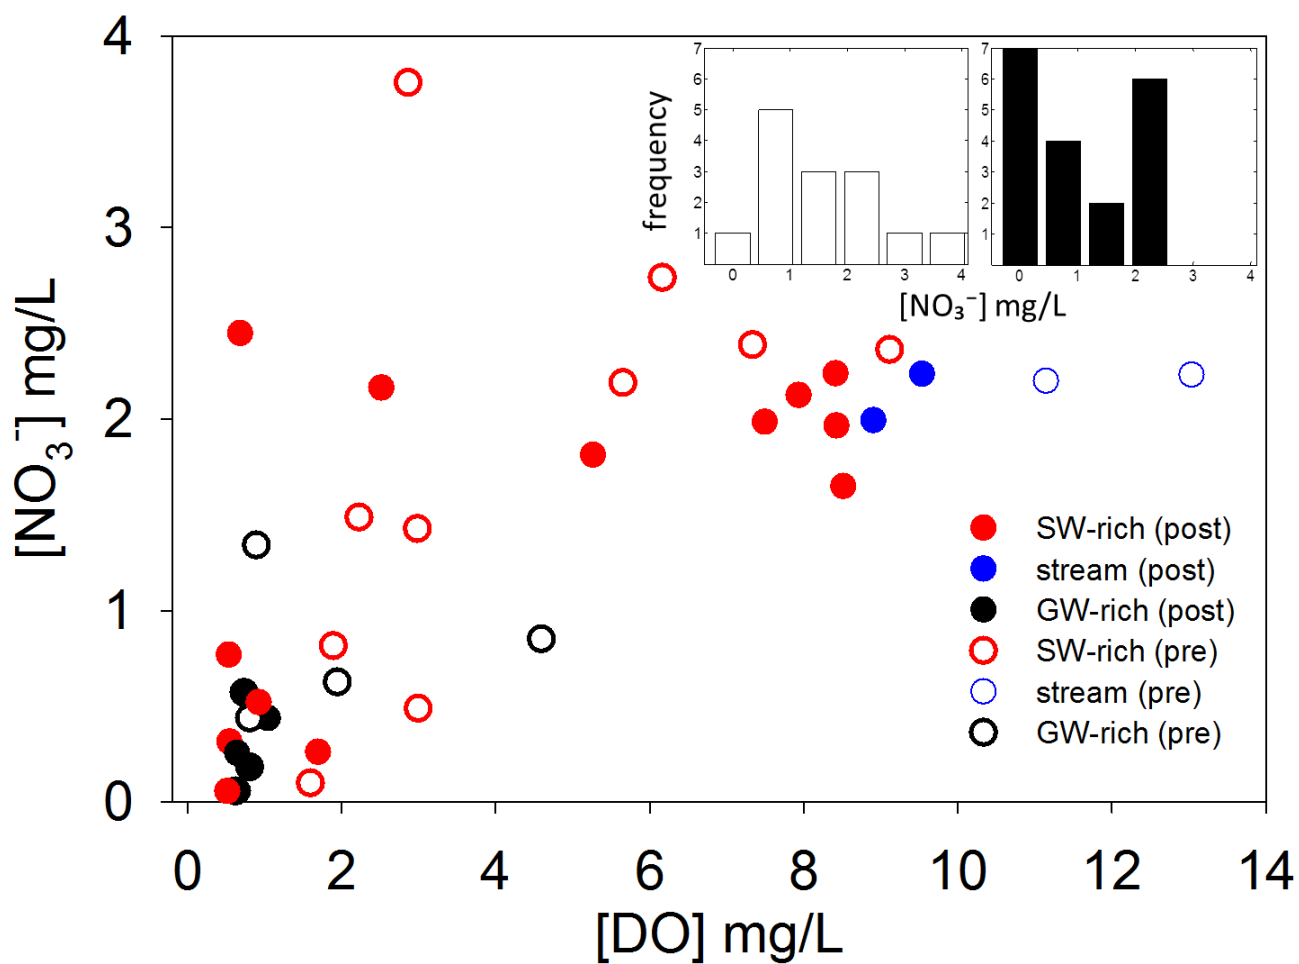 4
3
2
1
0
[NO₃⁻] mg/L
0 2 4 6 8 10 12 14
[DO] mg/L
frequency
7
6
5
4
3
2
1
0 1 2 3 4
7
6
5
4
3
2
1
0 1 2 3 4
[NO₃⁻] mg/L
SW-rich (post)
stream (post)
GW-rich (post)
SW-rich (pre)
stream (pre)
GW-rich (pre)